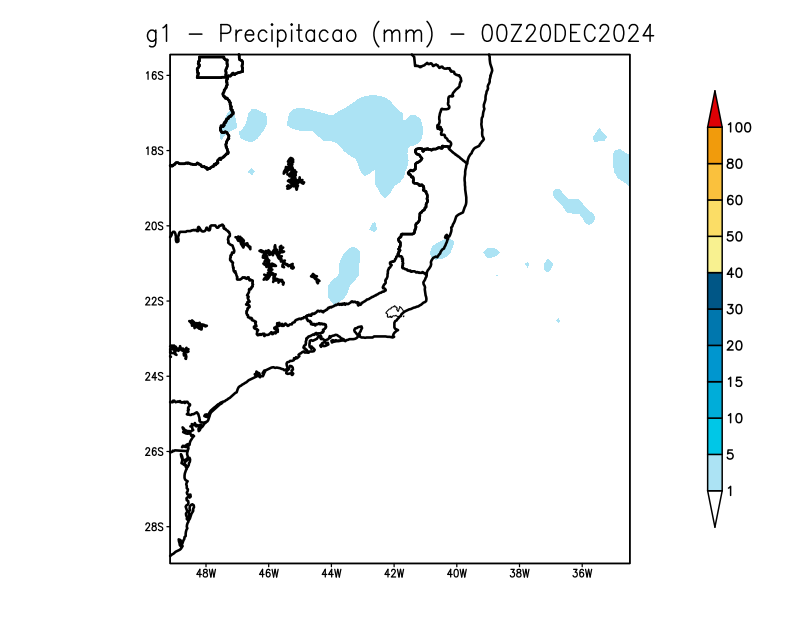 g1 – Precipitacao (mm) – 00Z20DEC2024
16S
18S
20S
22S
24S
26S
28S
48W 46W 44W 42W 40W 38W 36W
100
80
60
50
40
30
20
15
10
5
1